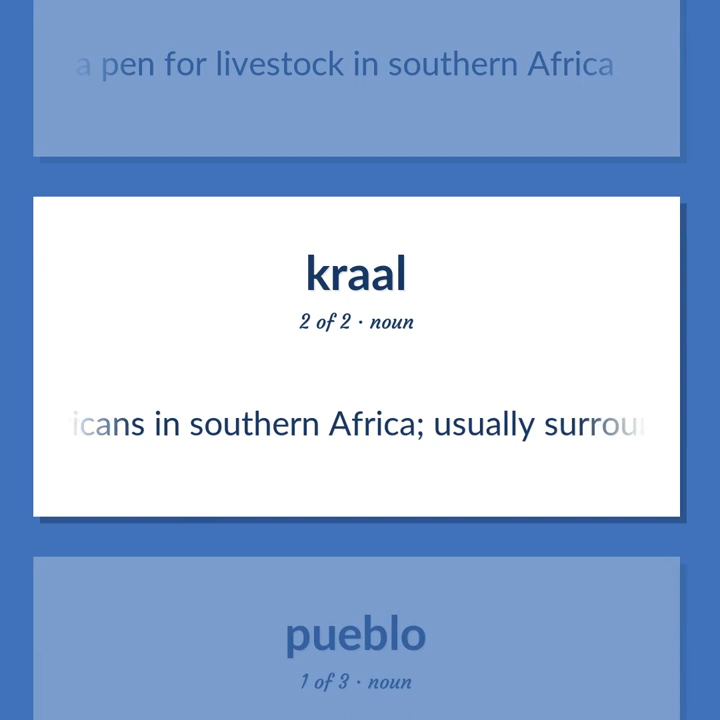 a pen for livestock in southern Africa
kraal
2 of 2 · noun
icans in southern Africa; usually surrou
pueblo
1 of 3 · noun